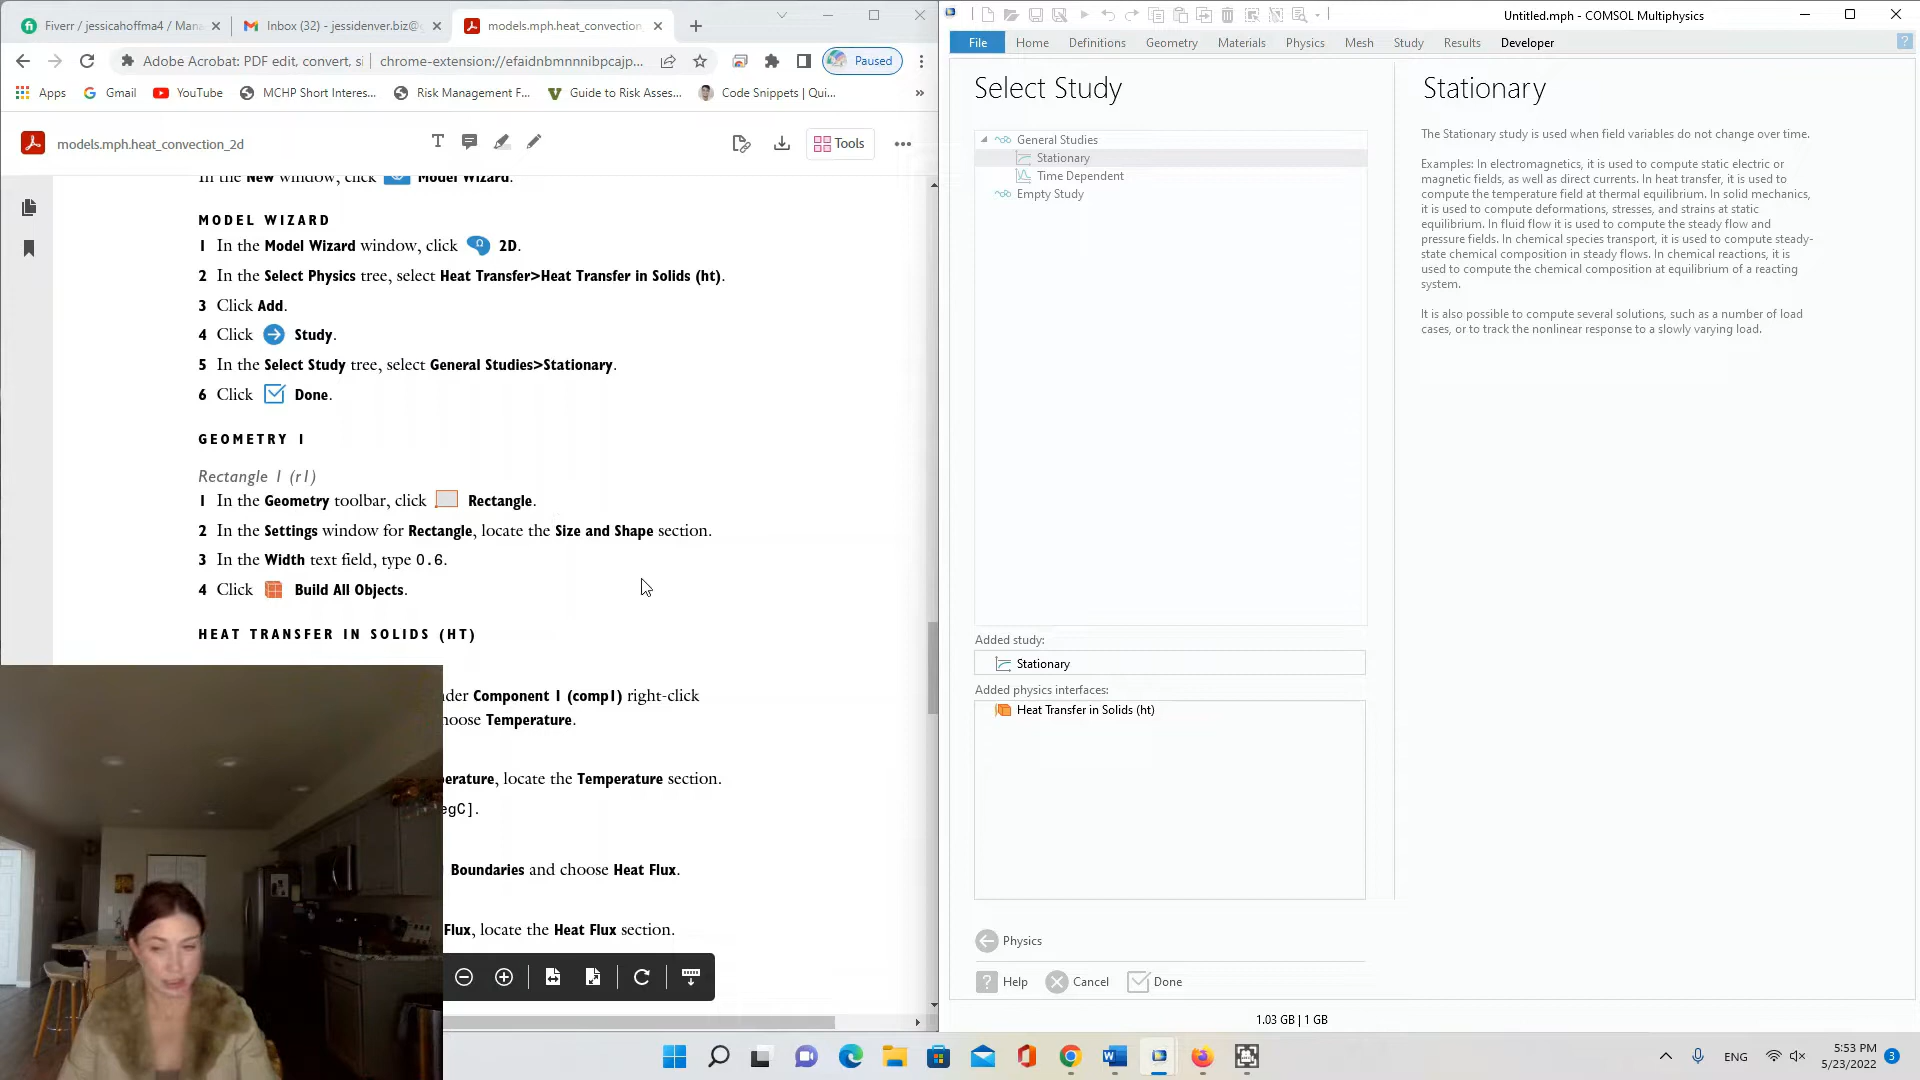 Fiverr / jessicahoffma4 / Mana
Inbox (32) - jessidenver.biz@g
models.mph.heat_convection
Adobe Acrobat: PDF edit, convert, si
chrome-extension://efaidnbmnnnibpcajp...
Paused
Apps
Gmail
YouTube
MCHP Short Interes...
Risk Management F...
Guide to Risk Asses...
Code Snippets | Qui...
»
models.mph.heat_convection_2d
Tools
In the New window, click Model Wizard.
MODEL WIZARD
1 In the Model Wizard window, click 2D.
2 In the Select Physics tree, select Heat Transfer>Heat Transfer in Solids (ht).
3 Click Add.
4 Click Study.
5 In the Select Study tree, select General Studies>Stationary.
6 Click Done.
GEOMETRY 1
Rectangle 1 (r1)
1 In the Geometry toolbar, click Rectangle.
2 In the Settings window for Rectangle, locate the Size and Shape section.
3 In the Width text field, type 0.6.
4 Click Build All Objects.
HEAT TRANSFER IN SOLIDS (HT)
nder Component 1 (comp1) right-click
hoose Temperature.
perature, locate the Temperature section.
egC].
Boundaries and choose Heat Flux.
Flux, locate the Heat Flux section.
Untitled.mph - COMSOL Multiphysics
File
Home
Definitions
Geometry
Materials
Physics
Mesh
Study
Results
Developer
?
Select Study
General Studies
Stationary
Time Dependent
Empty Study
Added study:
Stationary
Added physics interfaces:
Heat Transfer in Solids (ht)
Physics
? Help
Cancel
Done
Stationary
The Stationary study is used when field variables do not change over time.
Examples: In electromagnetics, it is used to compute static electric or
magnetic fields, as well as direct currents. In heat transfer, it is used to
compute the temperature field at thermal equilibrium. In solid mechanics,
it is used to compute deformations, stresses, and strains at static
equilibrium. In fluid flow it is used to compute the steady flow and
pressure fields. In chemical species transport, it is used to compute steady-
state chemical composition in steady flows. In chemical reactions, it is
used to compute the chemical composition at equilibrium of a reacting
system.
It is also possible to compute several solutions, such as a number of load
cases, or to track the nonlinear response to a slowly varying load.
1.03 GB | 1 GB
ENG
5:53 PM
5/23/2022
3